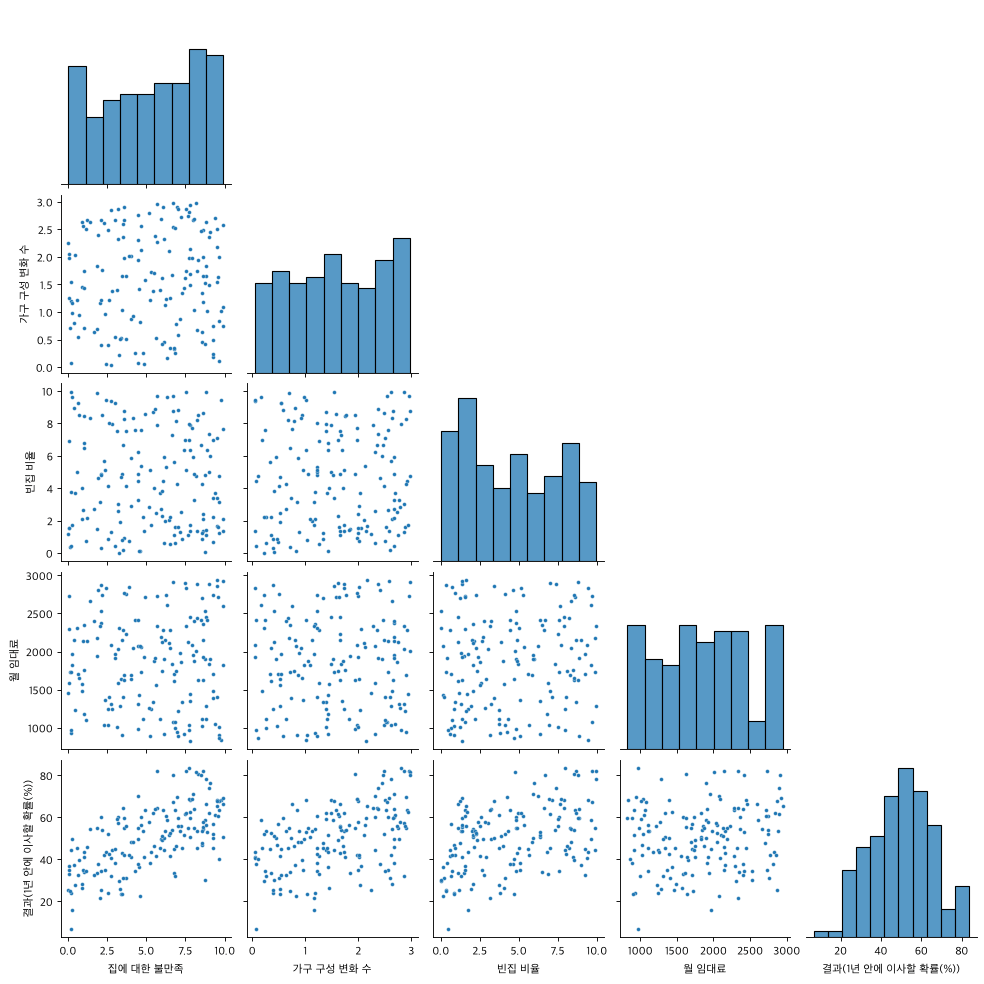 가구 구성 변화 수
3.0
2.5
2.0
1.5
1.0
0.5
0.0
빈집 비율
10
8
6
4
2
0
월 임대료
3000
2500
2000
1500
1000
결과(1년 안에 이사할 확률(%))
80
60
40
20
0.0 2.5 5.0 7.5 10.0
집에 대한 불만족
0 1 2 3
가구 구성 변화 수
0.0 2.5 5.0 7.5 10.0
빈집 비율
1000 1500 2000 2500 3000
월 임대료
20 40 60 80
결과(1년 안에 이사할 확률(%))